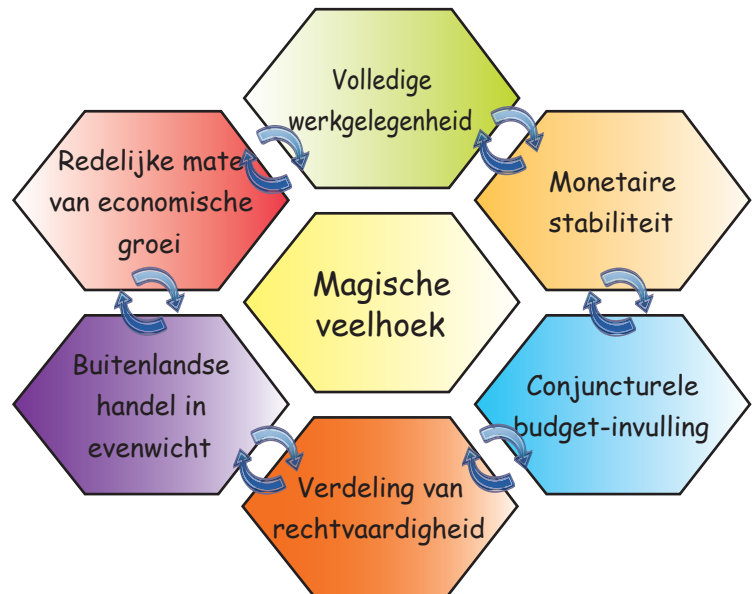 Volledige
werkgelegenheid
Redelijke mate
van economische
groei
Monetaire
stabiliteit
Magische
veelhoek
Buitenlandse
handel in
evenwicht
Conjuncturele
budget-invulling
Verdeling van
rechtvaardigheid